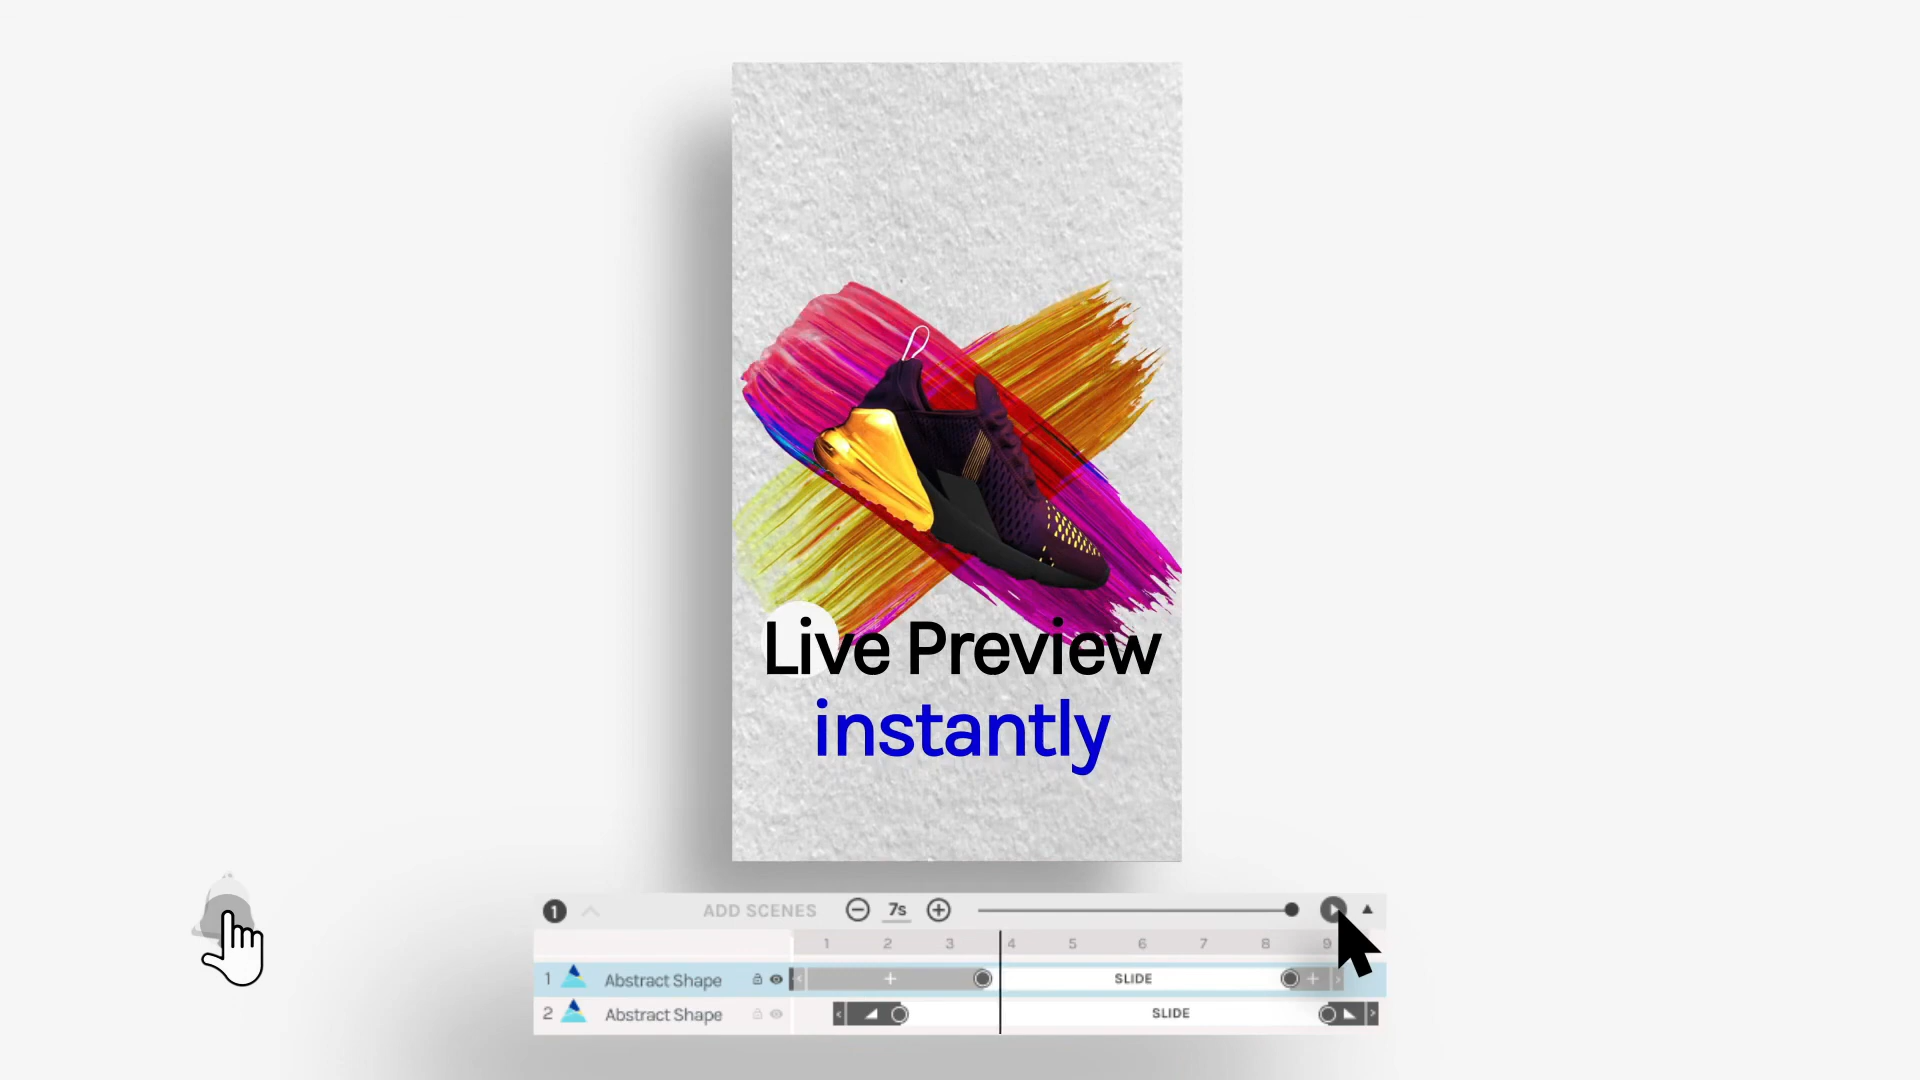 Live Preview
instantly
1 ADD SCENES 7s
1 2 3 4 5 6 7 8 9
1 Abstract Shape SLIDE
2 Abstract Shape SLIDE